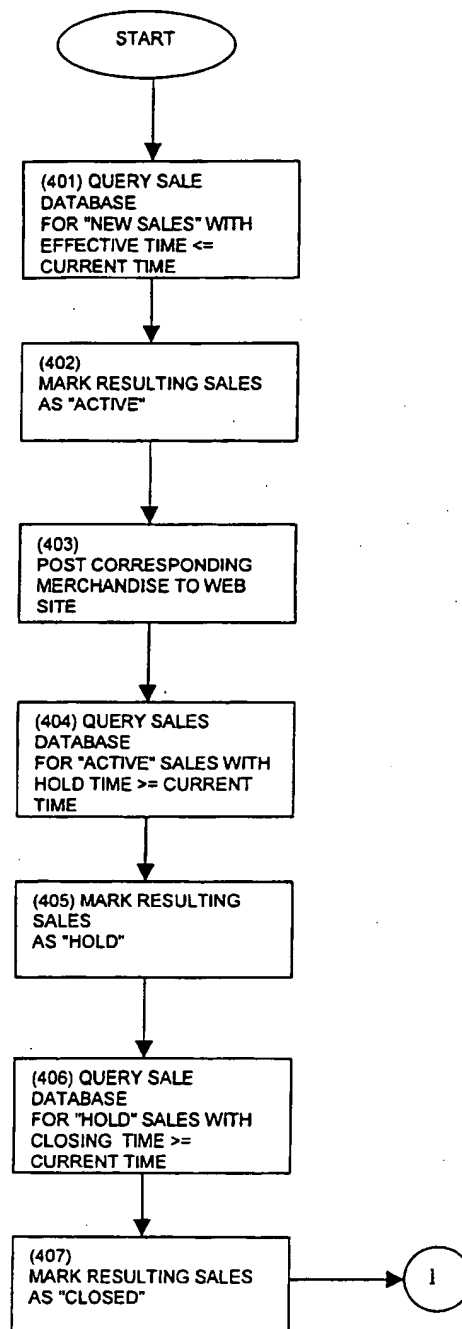 START
(401) QUERY SALE
DATABASE
FOR "NEW SALES" WITH
EFFECTIVE TIME <=
CURRENT TIME
(402)
MARK RESULTING SALES
AS "ACTIVE"
(403)
POST CORRESPONDING
MERCHANDISE TO WEB
SITE
(404) QUERY SALES
DATABASE
FOR "ACTIVE" SALES WITH
HOLD TIME >= CURRENT
TIME
(405) MARK RESULTING
SALES
AS "HOLD"
(406) QUERY SALE
DATABASE
FOR "HOLD" SALES WITH
CLOSING TIME >=
CURRENT TIME
(407)
MARK RESULTING SALES
AS "CLOSED"
1